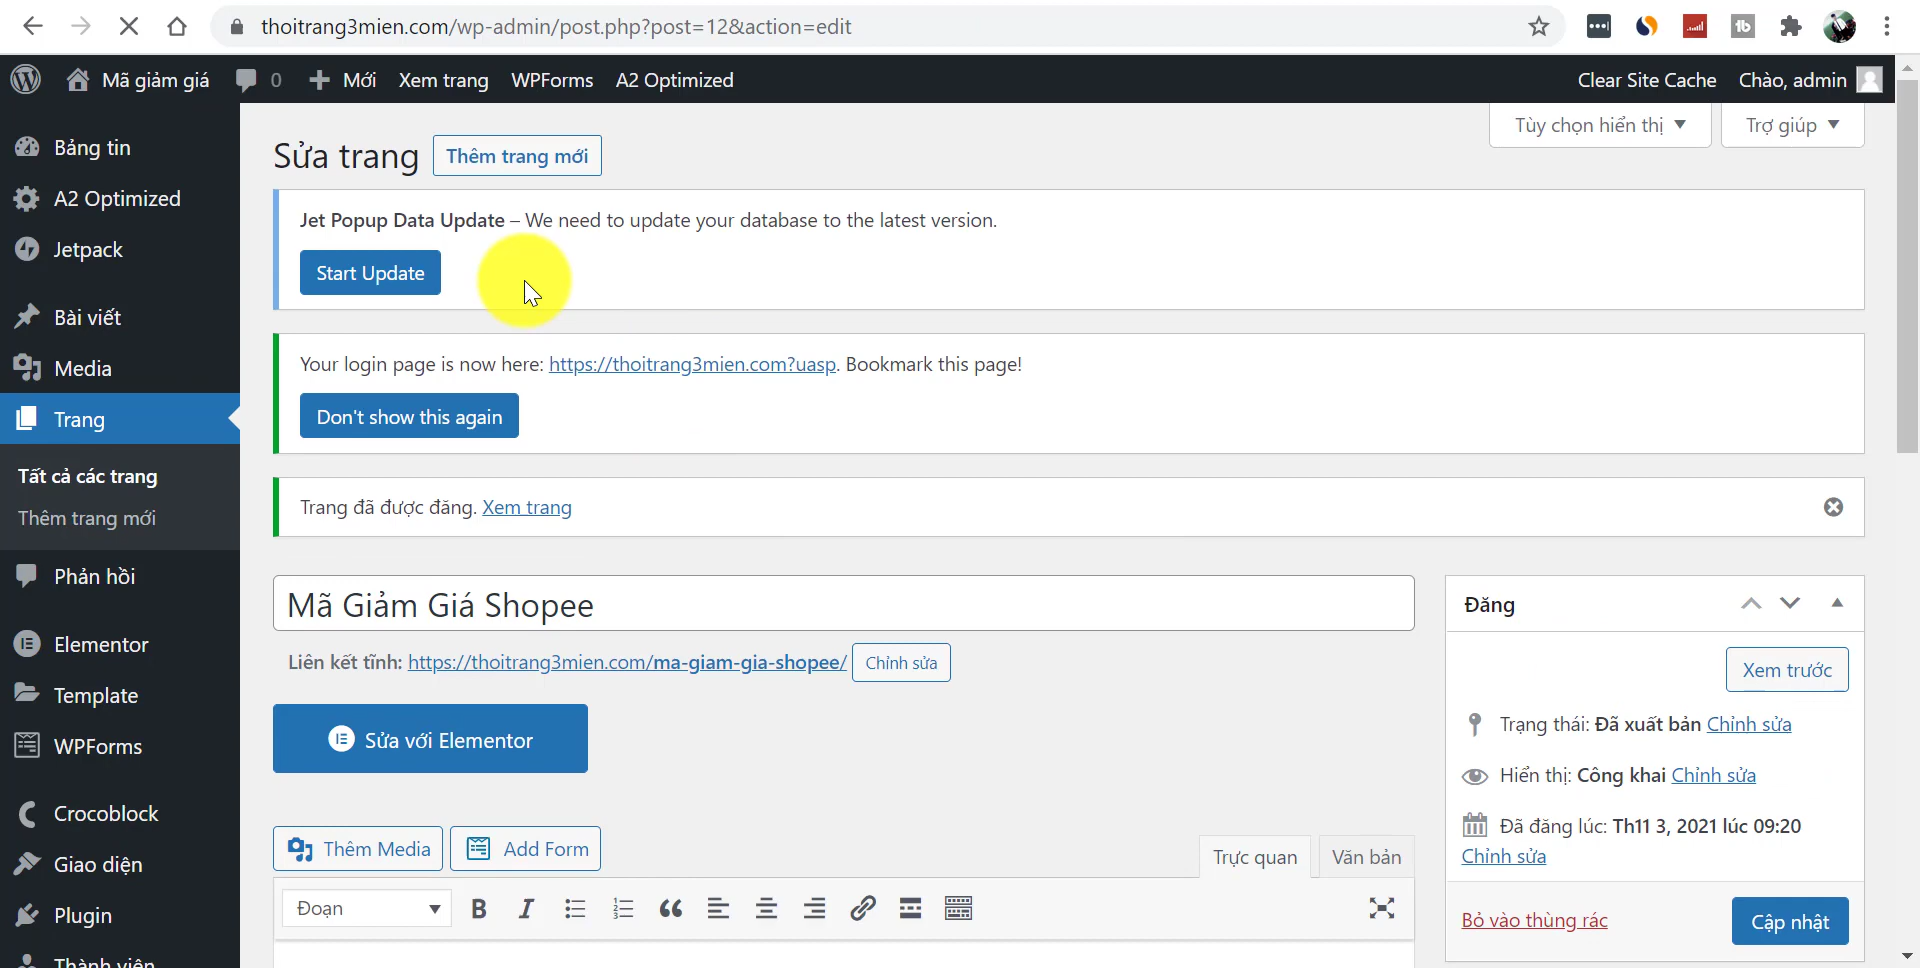 thoitrang3mien.com/wp-admin/post.php?post=12&action=edit
Mã giảm giá 0 Mới Xem trang WPForms A2 Optimized Clear Site Cache Chào, admin
Tùy chọn hiển thị Trợ giúp
Bảng tin
A2 Optimized
Jetpack
Bài viết
Media
Trang
Tất cả các trang
Thêm trang mới
Phản hồi
Elementor
Template
WPForms
Crocoblock
Giao diện
Plugin
Thành viên
Sửa trang Thêm trang mới
Jet Popup Data Update – We need to update your database to the latest version.
Start Update
Your login page is now here: https://thoitrang3mien.com?uasp. Bookmark this page!
Don't show this again
Trang đã được đăng. Xem trang
Mã Giảm Giá Shopee
Liên kết tĩnh: https://thoitrang3mien.com/ma-giam-gia-shopee/ Chỉnh sửa
Sửa với Elementor
Thêm Media Add Form
Trực quan Văn bản
Đoạn B I
Đăng
Xem trước
Trạng thái: Đã xuất bản Chỉnh sửa
Hiển thị: Công khai Chỉnh sửa
Đã đăng lúc: Th11 3, 2021 lúc 09:20
Chỉnh sửa
Bỏ vào thùng rác Cập nhật